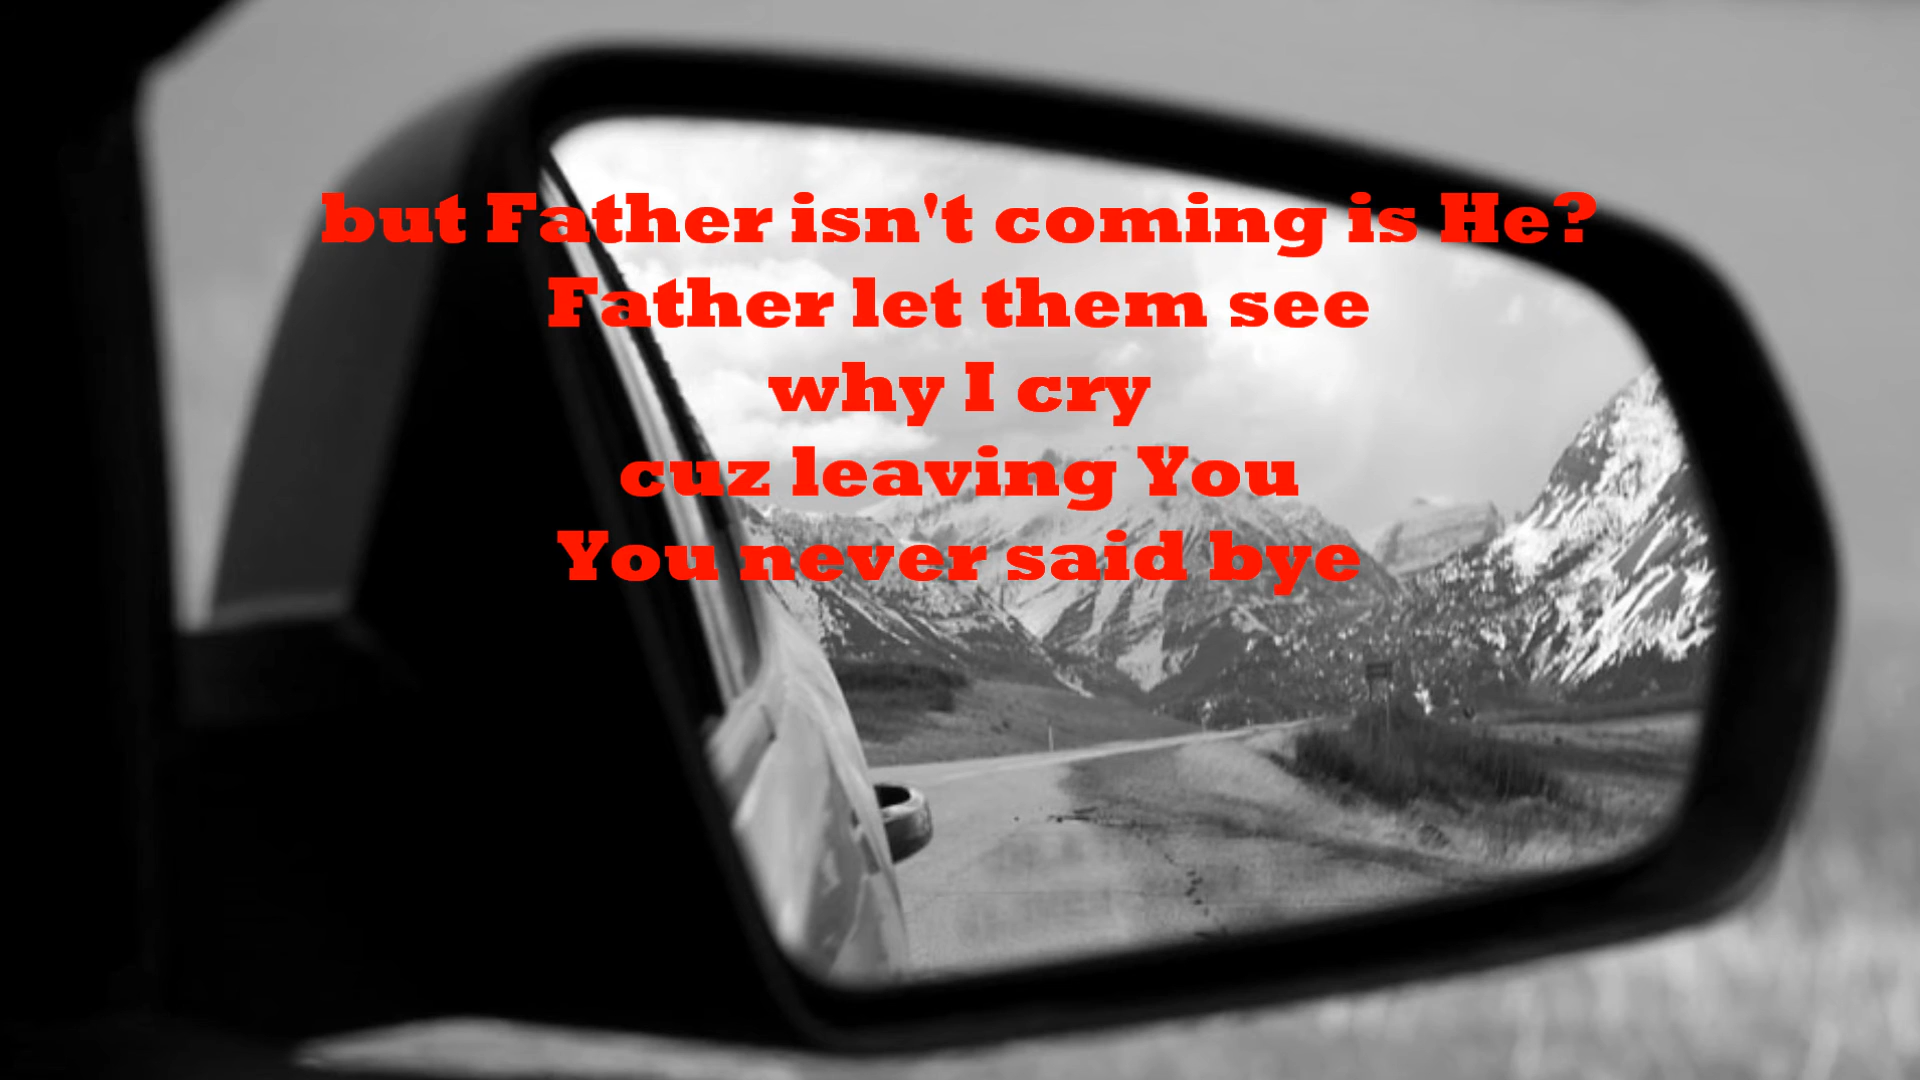 but Father isn't coming is He?
Father let them see
why I cry
cuz leaving You
You never said bye